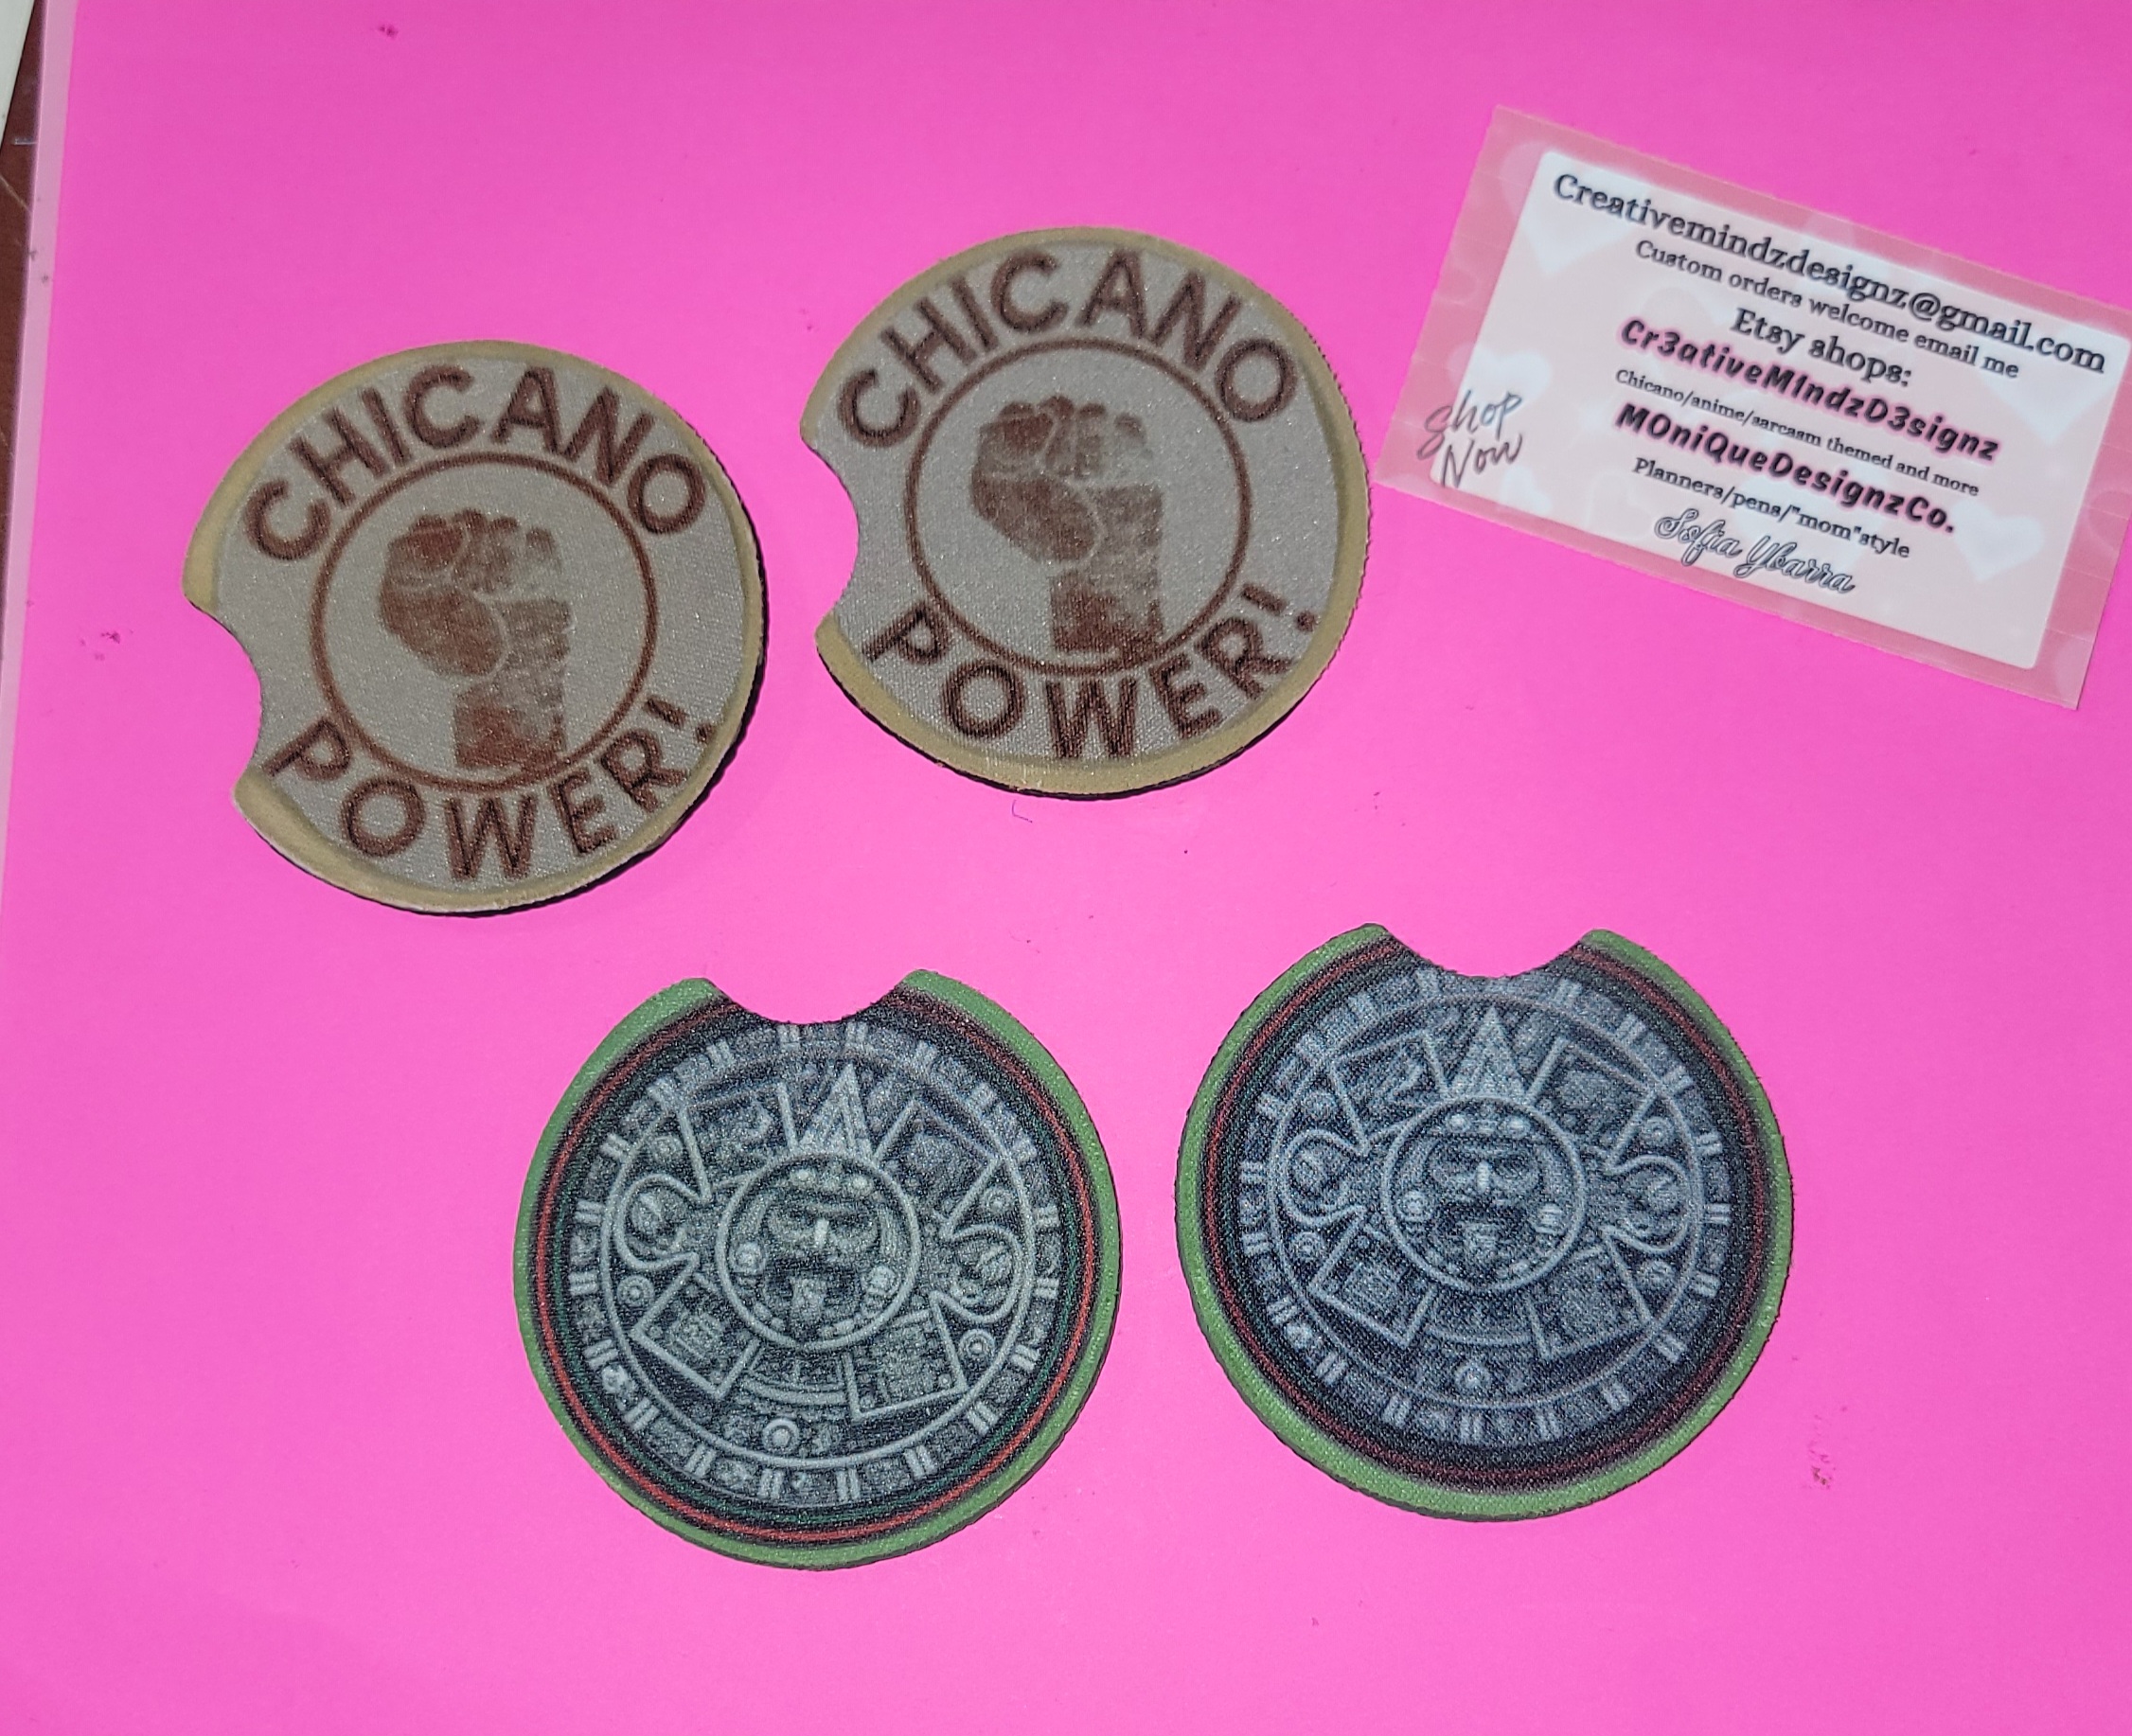 CHICANO
POWER!
CHICANO
POWER!
Creativemindzdesignz@gmail.com
Custom orders welcome email me
Etsy shops:
Cr3ativeM1ndzD3signz
Chicano/anime/sarcasm themed and more
MOniQueDesignzCo.
Planners/pens/"mom"style
Sofia Ybarra
Shop
Now